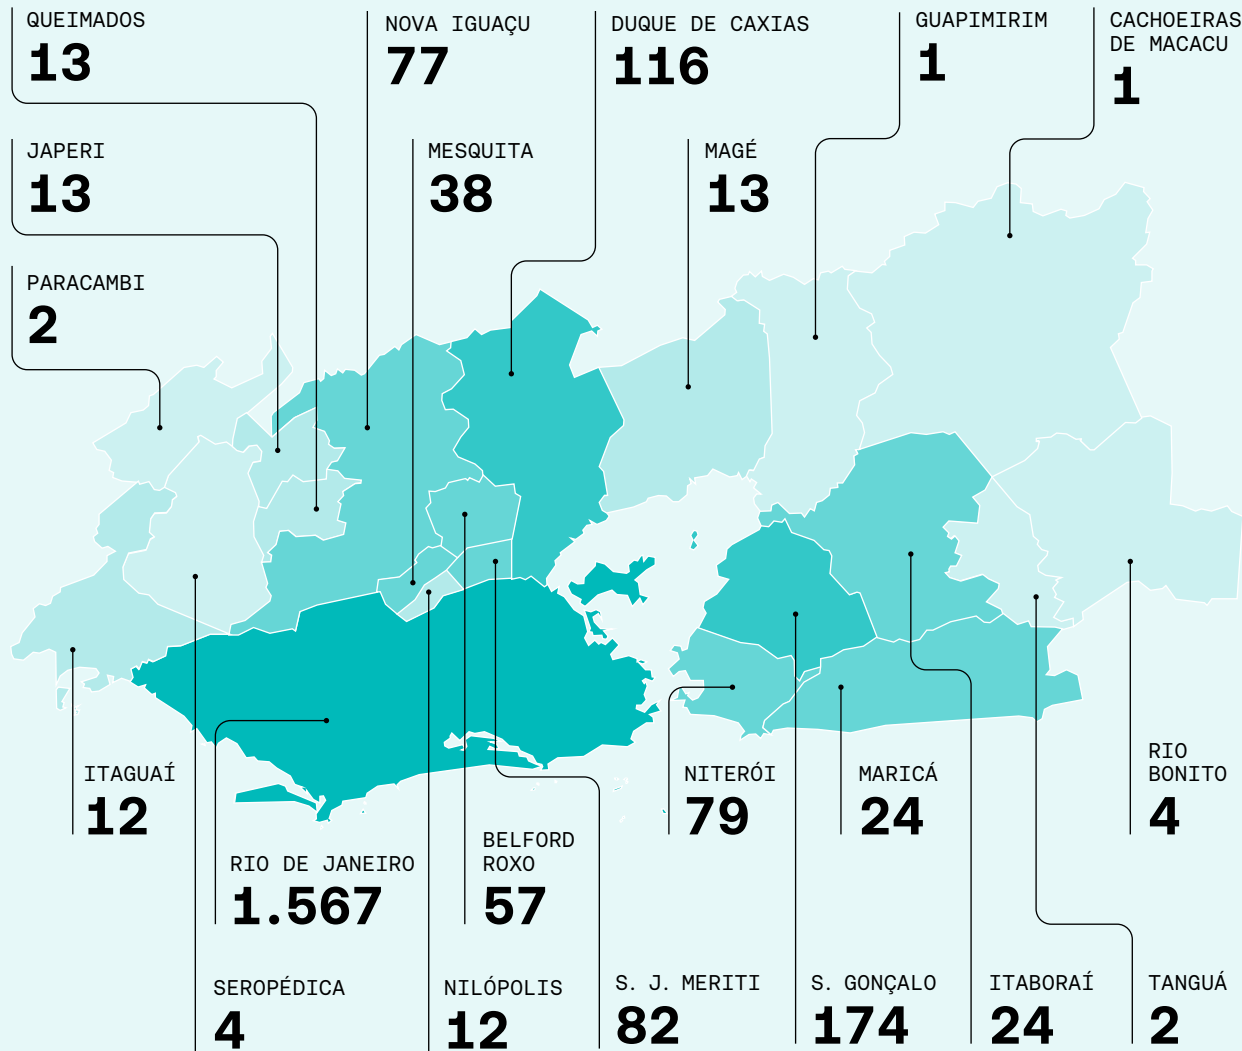 QUEIMADOS
13
NOVA IGUAÇU
77
DUQUE DE CAXIAS
116
GUAPIMIRIM
1
CACHOEIRAS
DE MACACU
1
JAPERI
13
MESQUITA
38
MAGÉ
13
PARACAMBI
2
ITAGUAÍ
12
RIO DE JANEIRO
1.567
BELFORD
ROXO
57
NITERÓI
79
MARICÁ
24
RIO
BONITO
4
SEROPÉDICA
4
NILÓPOLIS
12
S. J. MERITI
82
S. GONÇALO
174
ITABORAÍ
24
TANGUÁ
2